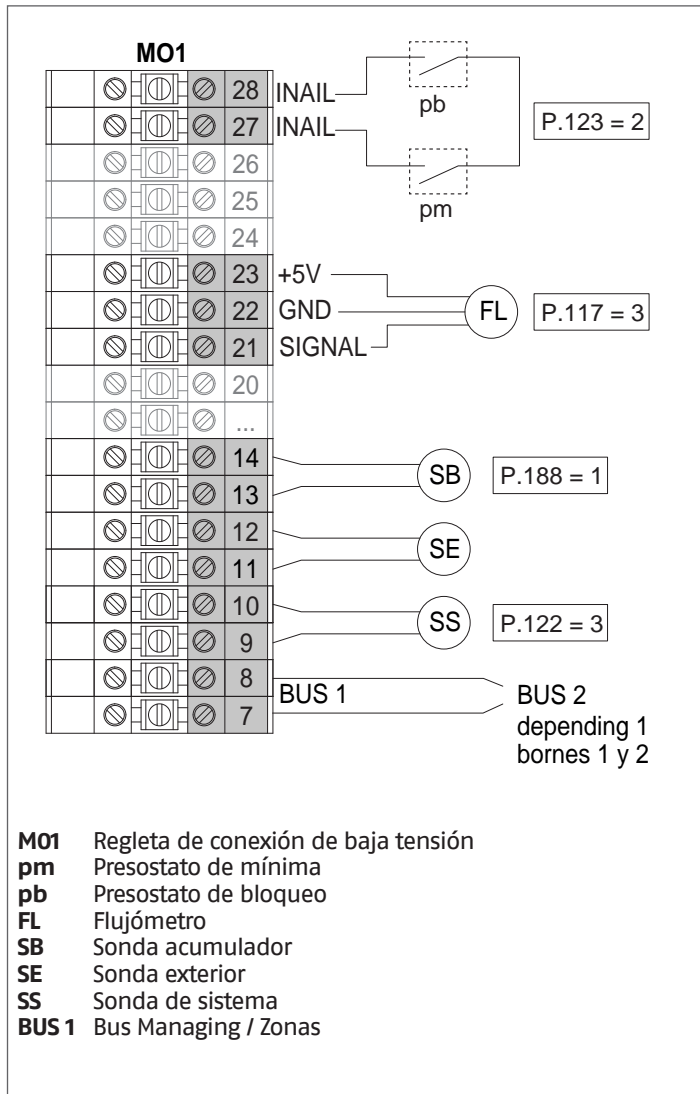 MO1
28 INAIL
pb
27 INAIL
P.123 = 2
26
pm
25
24
23 +5V
22 GND FL P.117 = 3
21 SIGNAL
20
...
14
SB P.188 = 1
13
12
SE
11
10
SS P.122 = 3
9
8
BUS 1 BUS 2
7
depending 1
bornes 1 y 2
M01 Regleta de conexión de baja tensión
pm Presostato de mínima
pb Presostato de bloqueo
FL Flujómetro
SB Sonda acumulador
SE Sonda exterior
SS Sonda de sistema
BUS 1 Bus Managing / Zonas